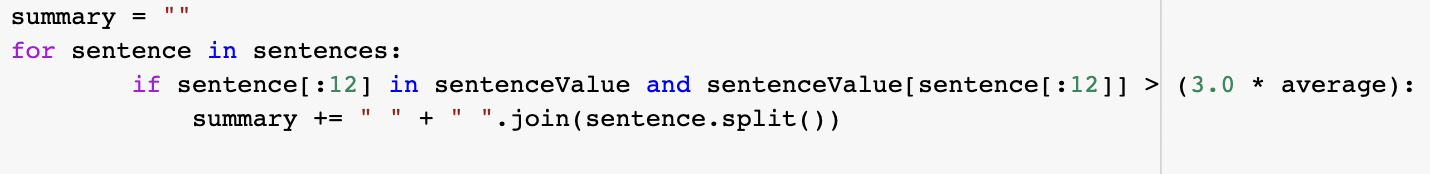 summary = ""
for sentence in sentences:
        if sentence[:12] in sentenceValue and sentenceValue[sentence[:12]] > (3.0 * average):
            summary += " " + " ".join(sentence.split())